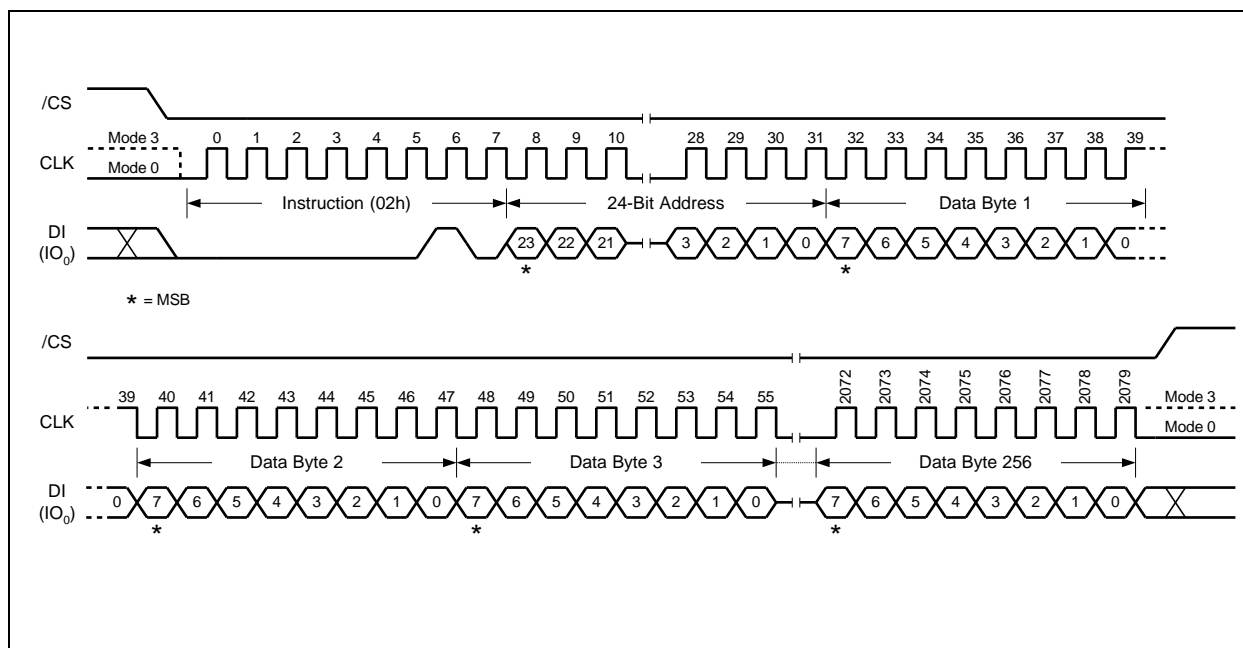 /CS
Mode 3 0 1 2 3 4 5 6 7 8 9 10 28 29 30 31 32 33 34 35 36 37 38 39
CLK Mode 0
Instruction (02h) 24-Bit Address Data Byte 1
DI
(IO0) 23 22 21 3 2 1 0 7 6 5 4 3 2 1 0
* *
* = MSB
/CS
39 40 41 42 43 44 45 46 47 48 49 50 51 52 53 54 55 2072 2073 2074 2075 2076 2077 2078 2079 Mode 3
CLK Mode 0
Data Byte 2 Data Byte 3 Data Byte 256
DI
(IO0) 0 7 6 5 4 3 2 1 0 7 6 5 4 3 2 1 0 7 6 5 4 3 2 1 0
* * *